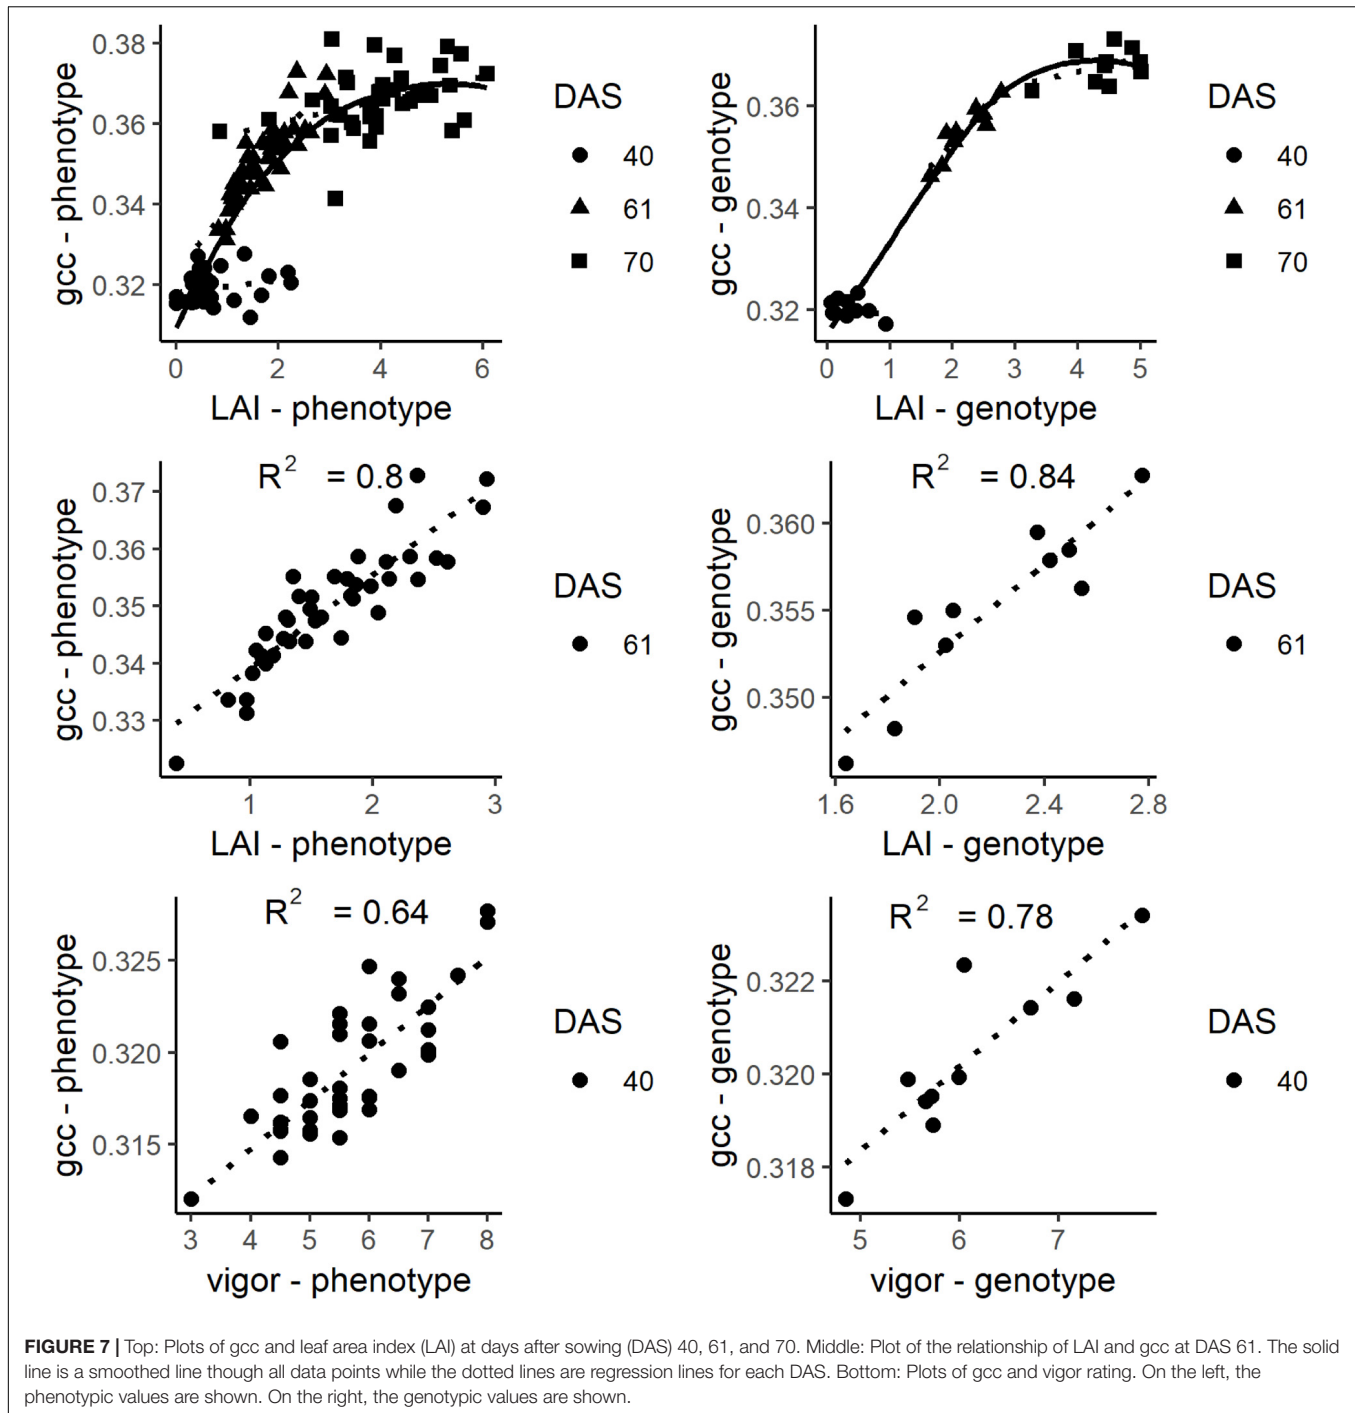 0.38
0.36
0.34
0.32
gcc - phenotype
0 2 4 6
LAI - phenotype
DAS
40
61
70
0.36
0.34
0.32
gcc - genotype
0 1 2 3 4 5
LAI - genotype
DAS
40
61
70
R2 = 0.8
0.37
0.36
0.35
0.34
0.33
gcc - phenotype
1 2 3
LAI - phenotype
DAS
61
R2 = 0.84
0.360
0.355
0.350
gcc - genotype
1.6 2.0 2.4 2.8
LAI - genotype
DAS
61
R2 = 0.64
0.325
0.320
0.315
gcc - phenotype
3 4 5 6 7 8
vigor - phenotype
DAS
40
R2 = 0.78
0.322
0.320
0.318
gcc - genotype
5 6 7
vigor - genotype
DAS
40
FIGURE 7 | Top: Plots of gcc and leaf area index (LAI) at days after sowing (DAS) 40, 61, and 70. Middle: Plot of the relationship of LAI and gcc at DAS 61. The solid
line is a smoothed line though all data points while the dotted lines are regression lines for each DAS. Bottom: Plots of gcc and vigor rating. On the left, the
phenotypic values are shown. On the right, the genotypic values are shown.